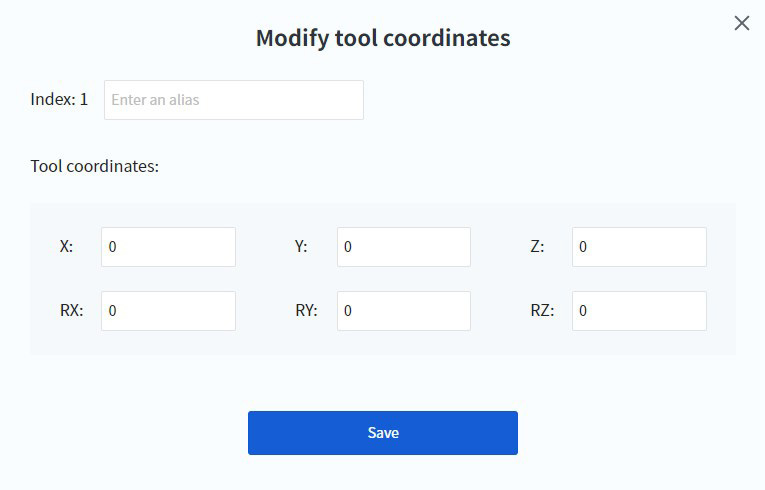 Modify tool coordinates
Index: 1 Enter an alias
Tool coordinates:
X: 0 Y: 0 Z: 0
RX: 0 RY: 0 RZ: 0
Save